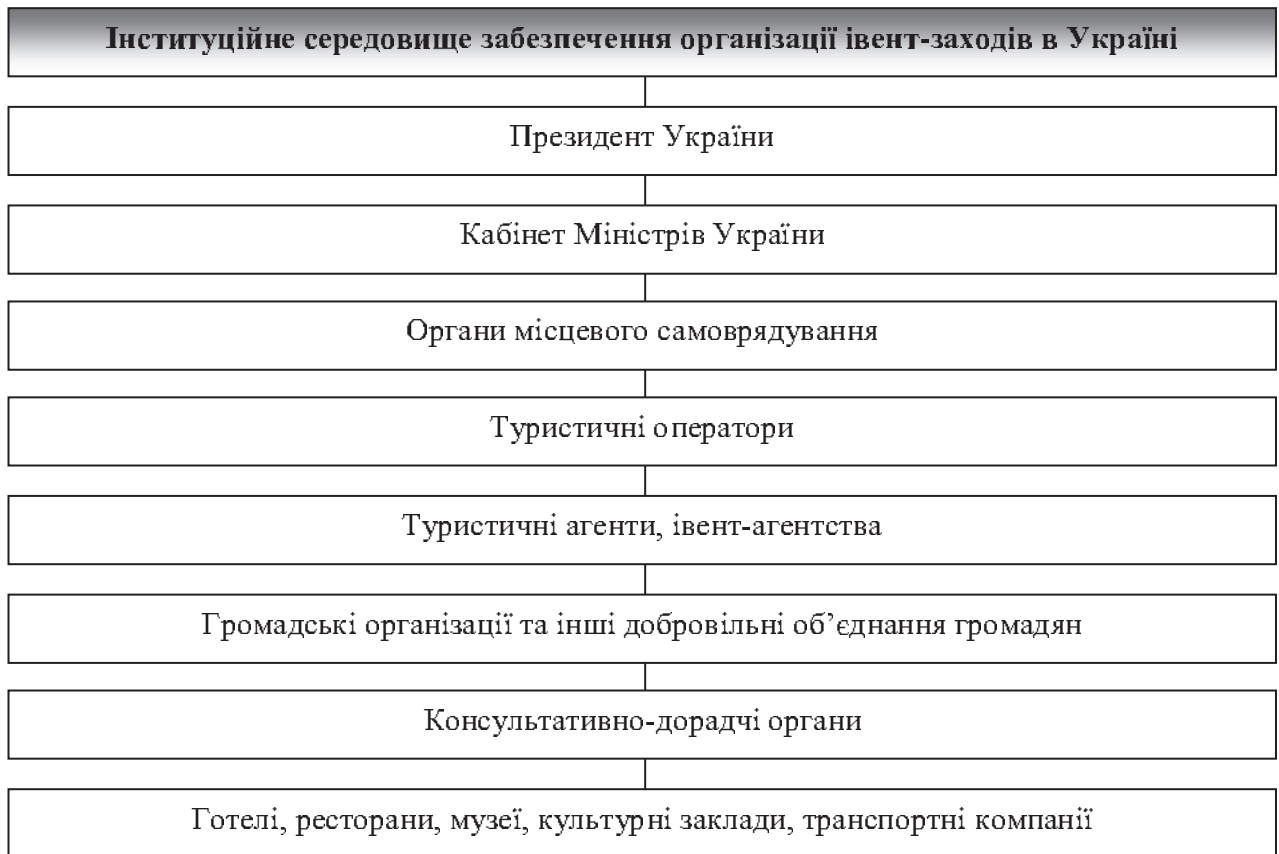 Інституційне середовище забезпечення організації івент-заходів в Україні
Президент України
Кабінет Міністрів України
Органи місцевого самоврядування
Туристичні оператори
Туристичні агенти, івент-агентства
Громадські організації та інші добровільні об’єднання громадян
Консультативно-дорадчі органи
Готелі, ресторани, музеї, культурні заклади, транспортні компанії